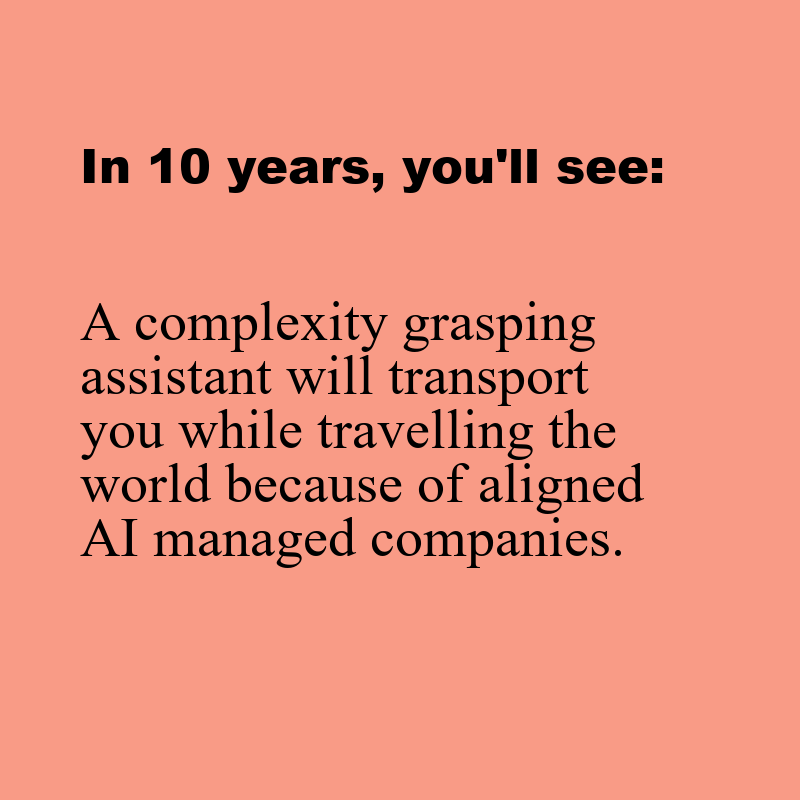 In 10 years, you'll see:
A complexity grasping
assistant will transport
you while travelling the
world because of aligned
AI managed companies.